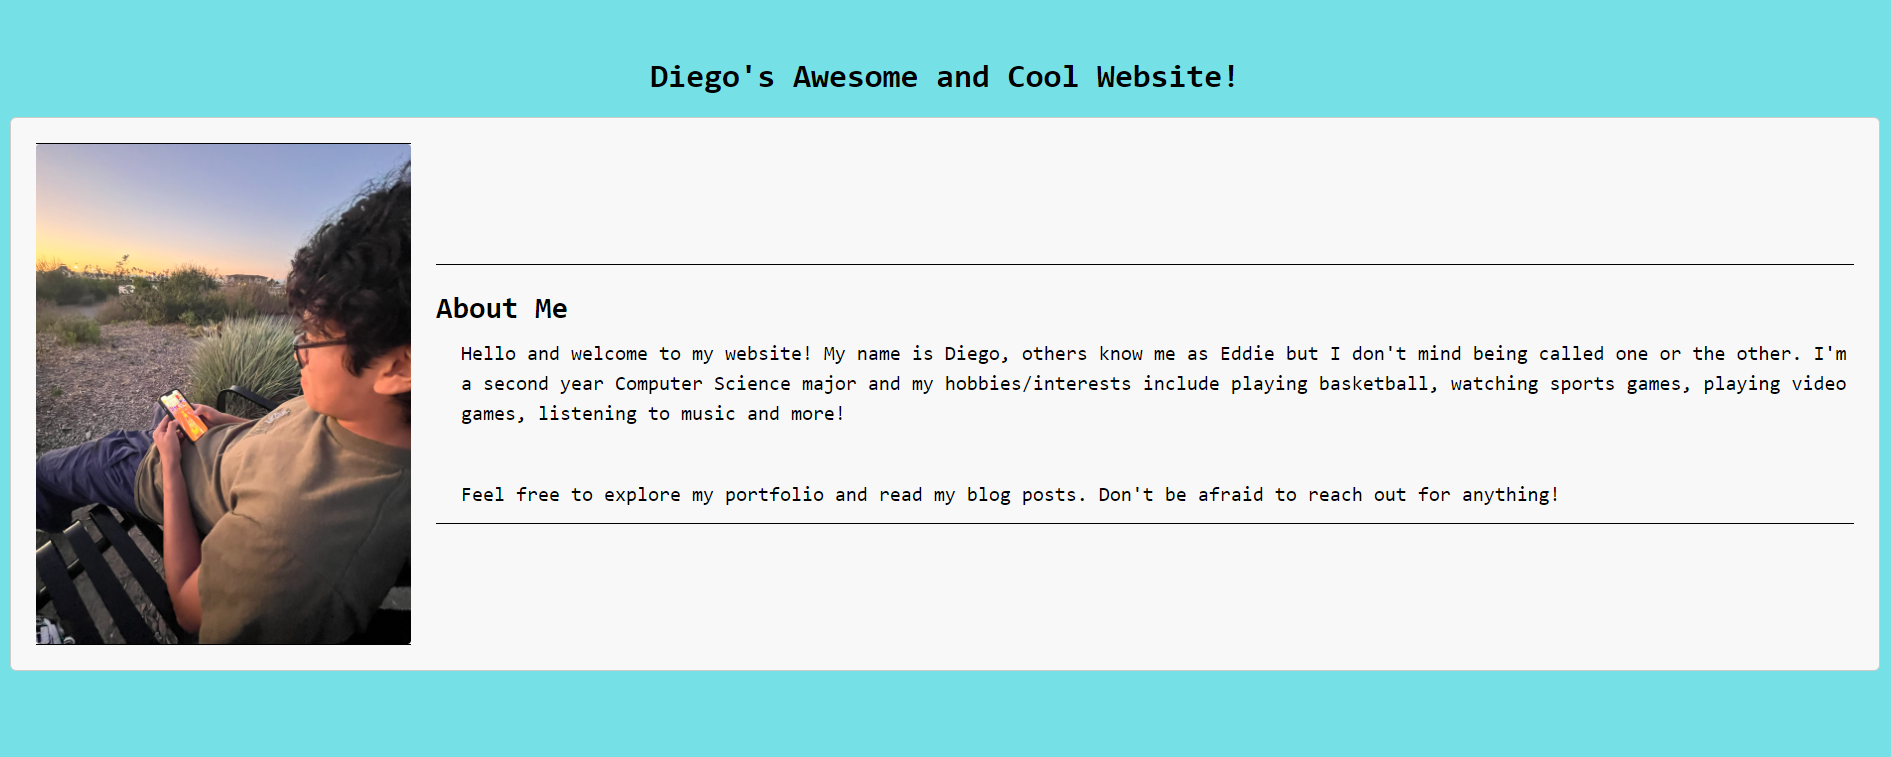 Diego's Awesome and Cool Website!
About Me
Hello and welcome to my website! My name is Diego, others know me as Eddie but I don't mind being called one or the other. I'm
a second year Computer Science major and my hobbies/interests include playing basketball, watching sports games, playing video
games, listening to music and more!
Feel free to explore my portfolio and read my blog posts. Don't be afraid to reach out for anything!